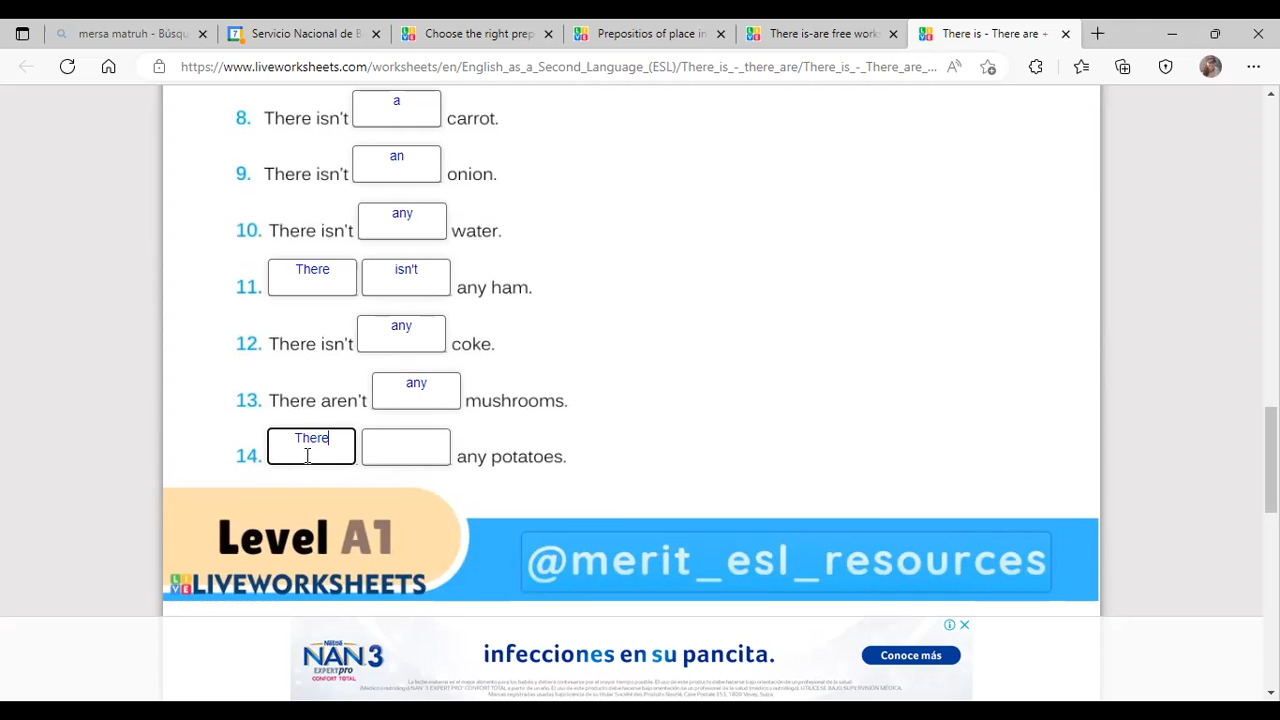 mersa matruh - Búsqu
Servicio Nacional de B
Choose the right prep
Prepositios of place in
There is-are free work
There is - There are +
https://www.liveworksheets.com/worksheets/en/English_as_a_Second_Language_(ESL)/There_is_-_there_are/There_is_-_There_are_...
8. There isn't a carrot.
9. There isn't an onion.
10. There isn't any water.
11. There isn't any ham.
12. There isn't any coke.
13. There aren't any mushrooms.
14. There any potatoes.
Level A1
LIVEWORKSHEETS
@merit_esl_resources
Nestlé
NAN 3
EXPERTpro
CONFORT TOTAL
infecciones en su pancita.
Conoce más